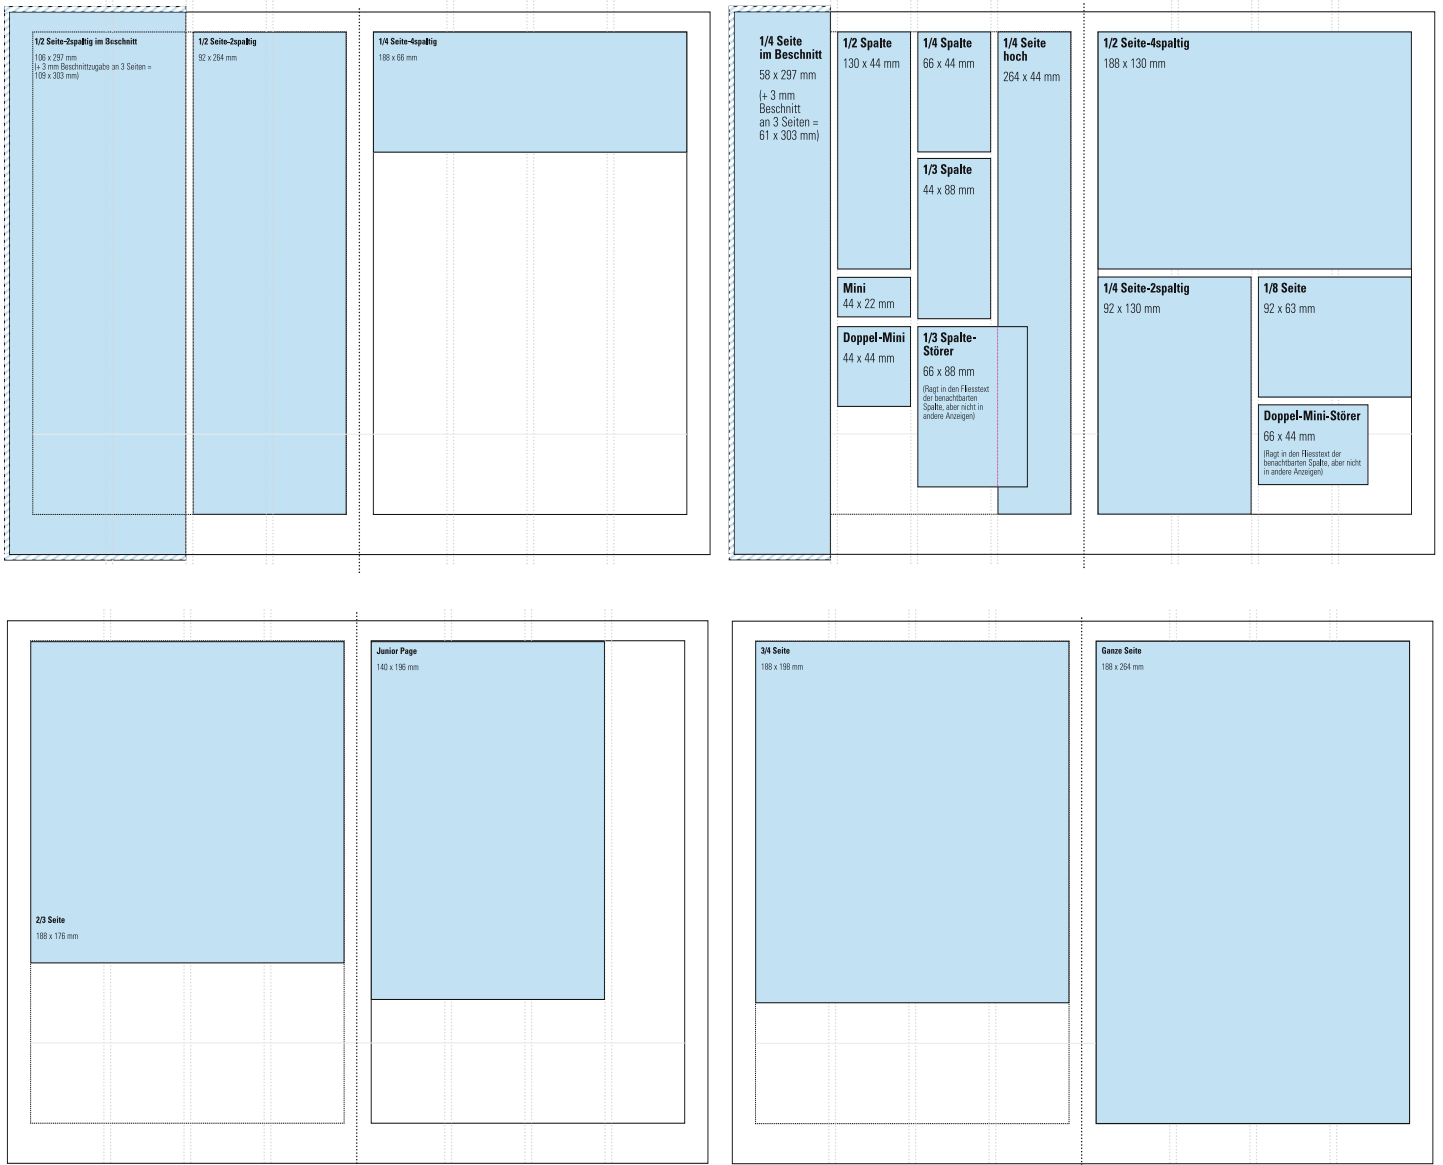 1/2 Seite-2spaltig im Beschnitt
106 x 297 mm
(+ 3 mm Beschnittzugabe an 3 Seiten =
109 x 303 mm)
1/2 Seite-2spaltig
92 x 264 mm
1/4 Seite-4spaltig
188 x 66 mm
1/4 Seite
im Beschnitt
58 x 297 mm
(+ 3 mm
Beschnitt
an 3 Seiten =
61 x 303 mm)
1/2 Spalte
130 x 44 mm
1/4 Spalte
66 x 44 mm
1/4 Seite
hoch
264 x 44 mm
1/3 Spalte
44 x 88 mm
Mini
44 x 22 mm
Doppel-Mini
44 x 44 mm
1/3 Spalte-
Störer
66 x 88 mm
(Ragt in den Fliesstext
der benachtbarten
Spalte, aber nicht in
andere Anzeigen)
1/2 Seite-4spaltig
188 x 130 mm
1/4 Seite-2spaltig
92 x 130 mm
1/8 Seite
92 x 63 mm
Doppel-Mini-Störer
66 x 44 mm
(Ragt in den Fliesstext der
benachtbarten Spalte, aber nicht
in andere Anzeigen)
2/3 Seite
188 x 176 mm
Junior Page
140 x 196 mm
3/4 Seite
188 x 198 mm
Ganze Seite
188 x 264 mm